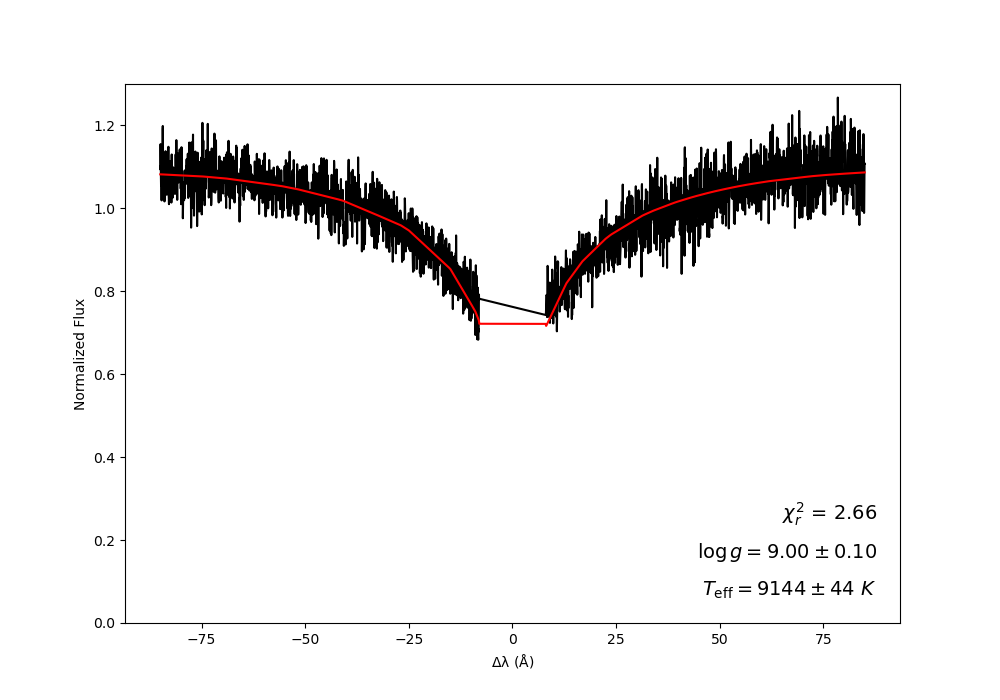 1.2
1.0
0.8
0.6
0.4
0.2
0.0
Normalized Flux
χ²ᵣ = 2.66
log g = 9.00 ± 0.10
T_eff = 9144 ± 44 K
−75 −50 −25 0 25 50 75
Δλ (Å)